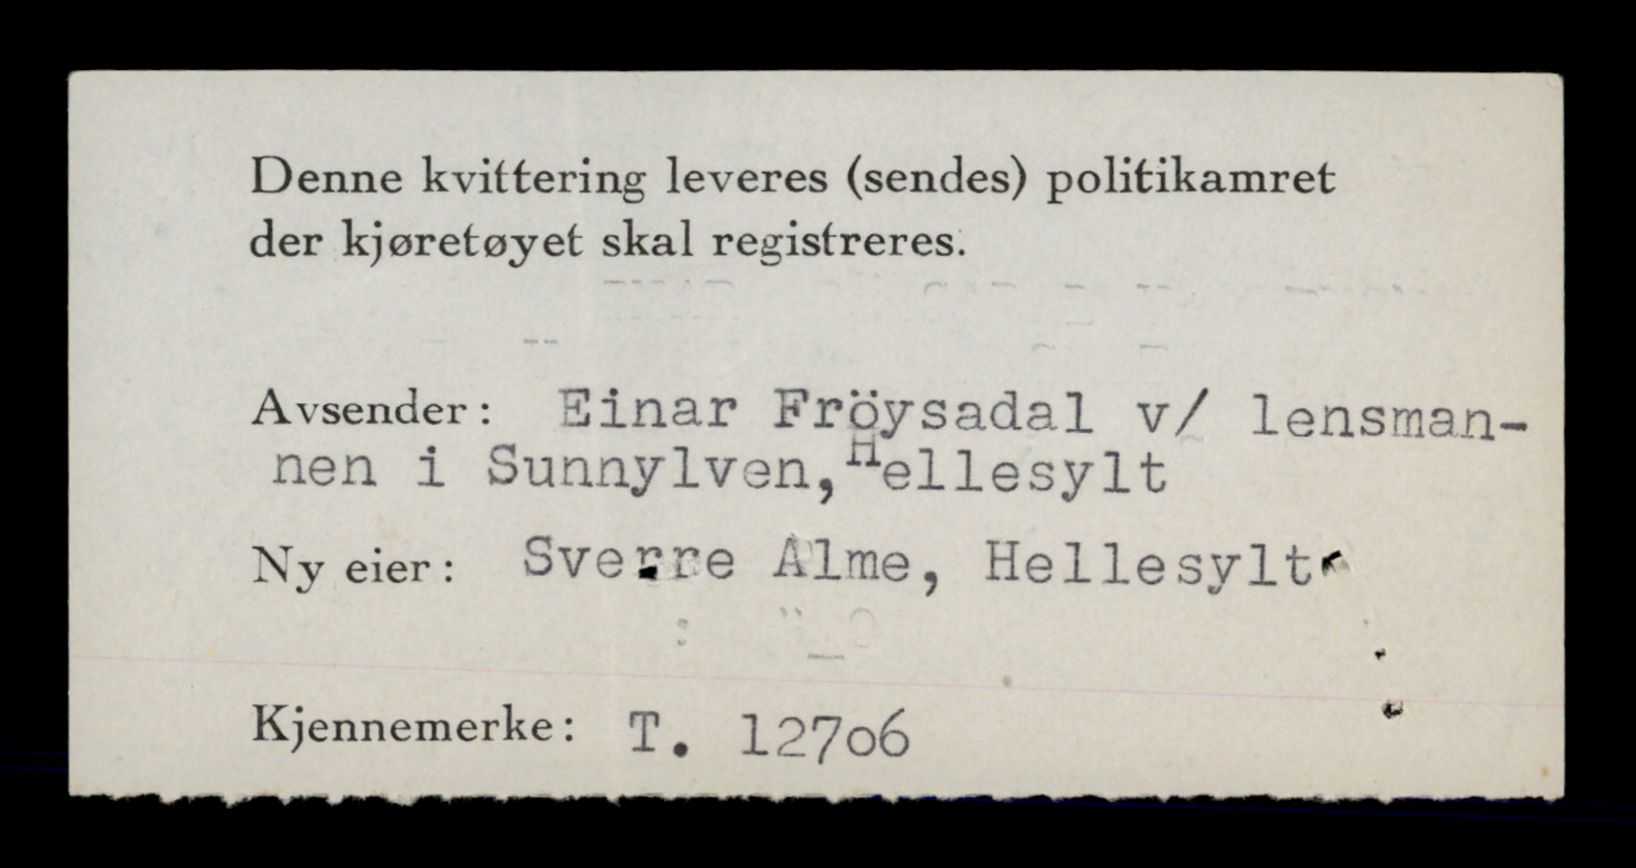 Denne kvittering leveres (sendes) politikamret
der kjøretøyet skal registreres.
Avsender: Einar Fröysadal v/ lensman-
nen i Sunnylven, Hellesylt
Ny eier: Sverre Alme, Hellesylt
Kjennemerke: T. 12706